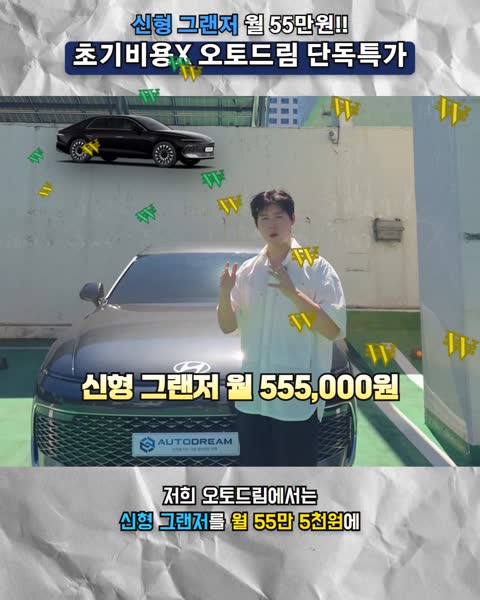 신형 그랜저 월 55만원!!
초기비용X 오토드림 단독특가
신형 그랜저 월 555,000원
AUTODREAM
저희 오토드림에서는
신형 그랜저를 월 55만 5천원에